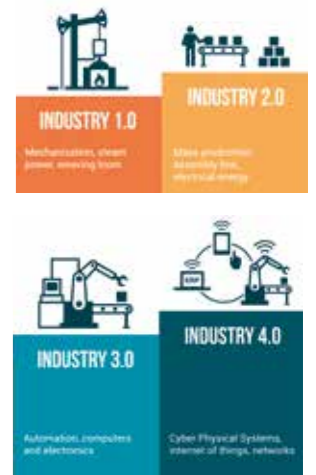 INDUSTRY 1.0
Mechanisation, steam
power, weaving loom
INDUSTRY 2.0
Mass production
assembly line,
electrical energy
INDUSTRY 3.0
Automation, computers
and electronics
INDUSTRY 4.0
Cyber Physical Systems,
internet of things, networks